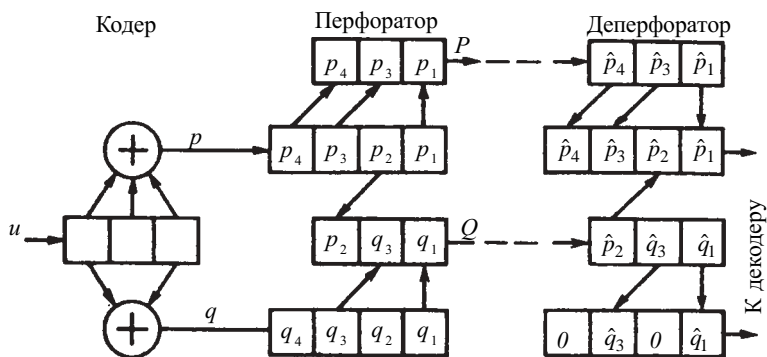 Кодер
Перфоратор
Деперфоратор
p4 p3 p1
P
p̂4 p̂3 p̂1
p
p4 p3 p2 p1
p̂4 p̂3 p̂2 p̂1
u
p2 q3 q1
Q
p̂2 q̂3 q̂1
q
q4 q3 q2 q1
0 q̂3 0 q̂1
К декодеру